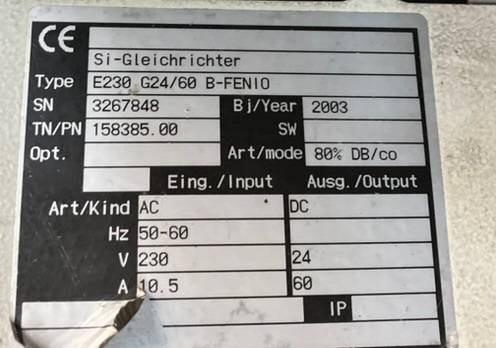 CE
Si-Gleichrichter
Type E230 G24/60 B-FENIO
SN 3267848 Bj/Year 2003
TN/PN 158385.00 SW
Opt. Art/mode 80% DB/co
Eing./Input Ausg./Output
Art/Kind AC DC
Hz 50-60
V 230 24
A 10.5 60
IP